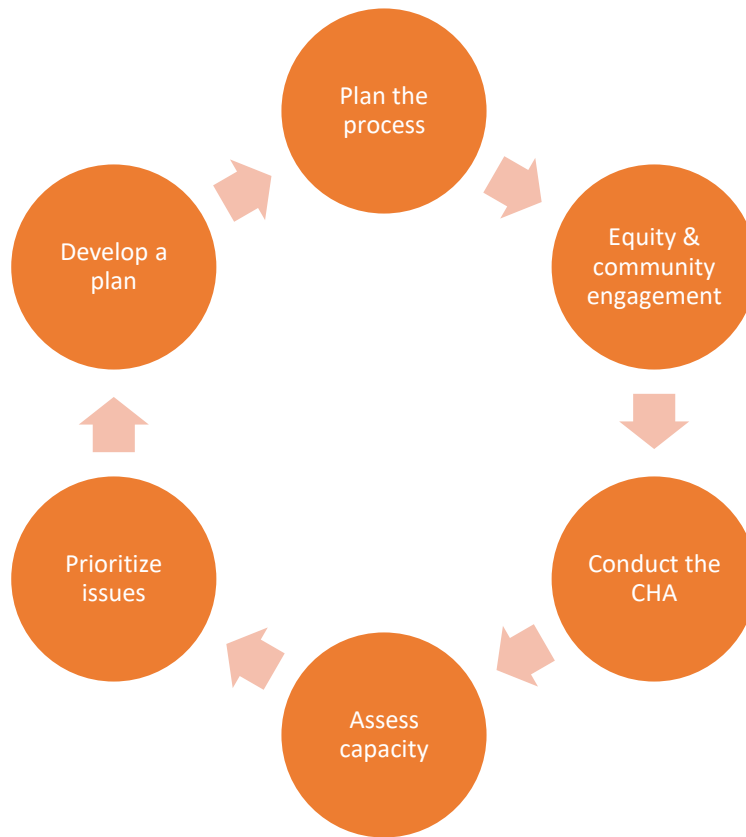 Plan the
process
Equity &
community
engagement
Conduct the
CHA
Assess
capacity
Prioritize
issues
Develop a
plan